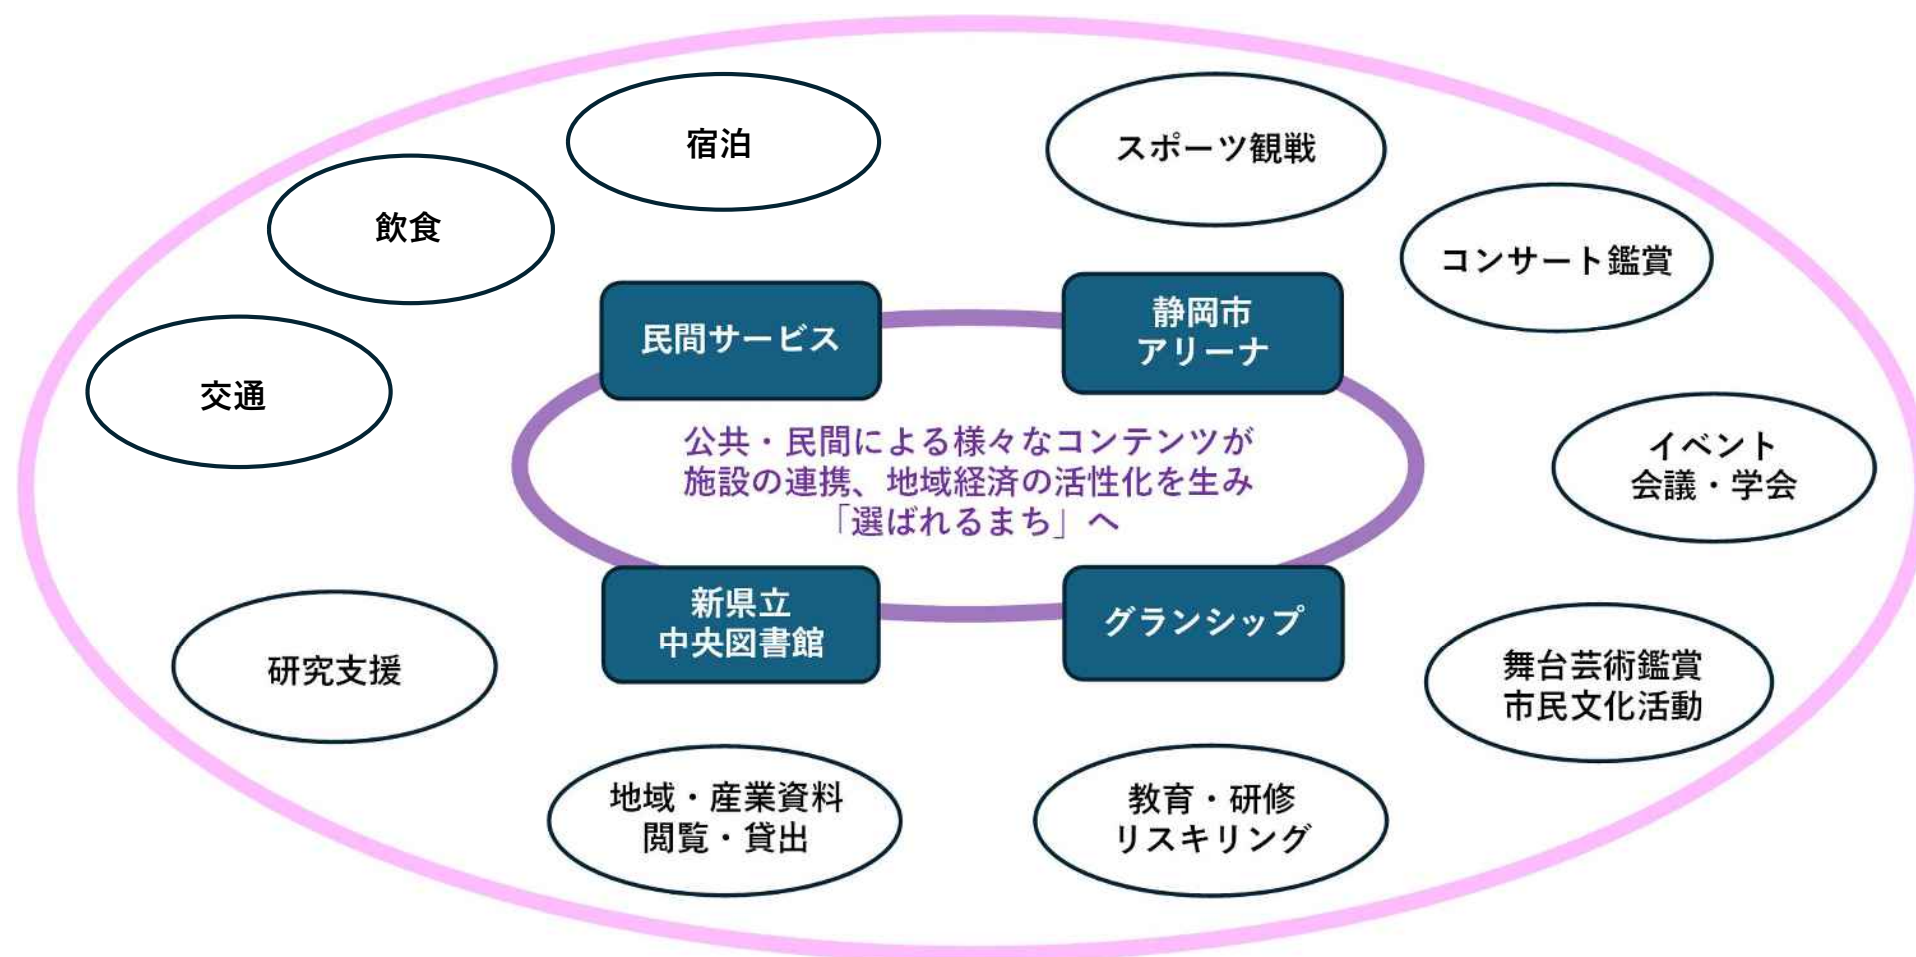 宿泊
スポーツ観戦
飲食
コンサート鑑賞
民間サービス
静岡市
アリーナ
交通
公共・民間による様々なコンテンツが
施設の連携、地域経済の活性化を生み
「選ばれるまち」へ
イベント
会議・学会
新県立
中央図書館
グランシップ
研究支援
舞台芸術鑑賞
市民文化活動
地域・産業資料
閲覧・貸出
教育・研修
リスキリング